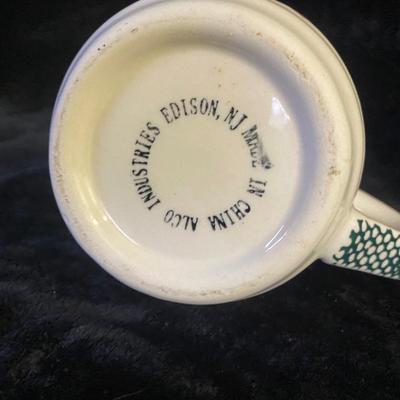 ALCO INDUSTRIES EDISON, NJ MADE IN CHINA